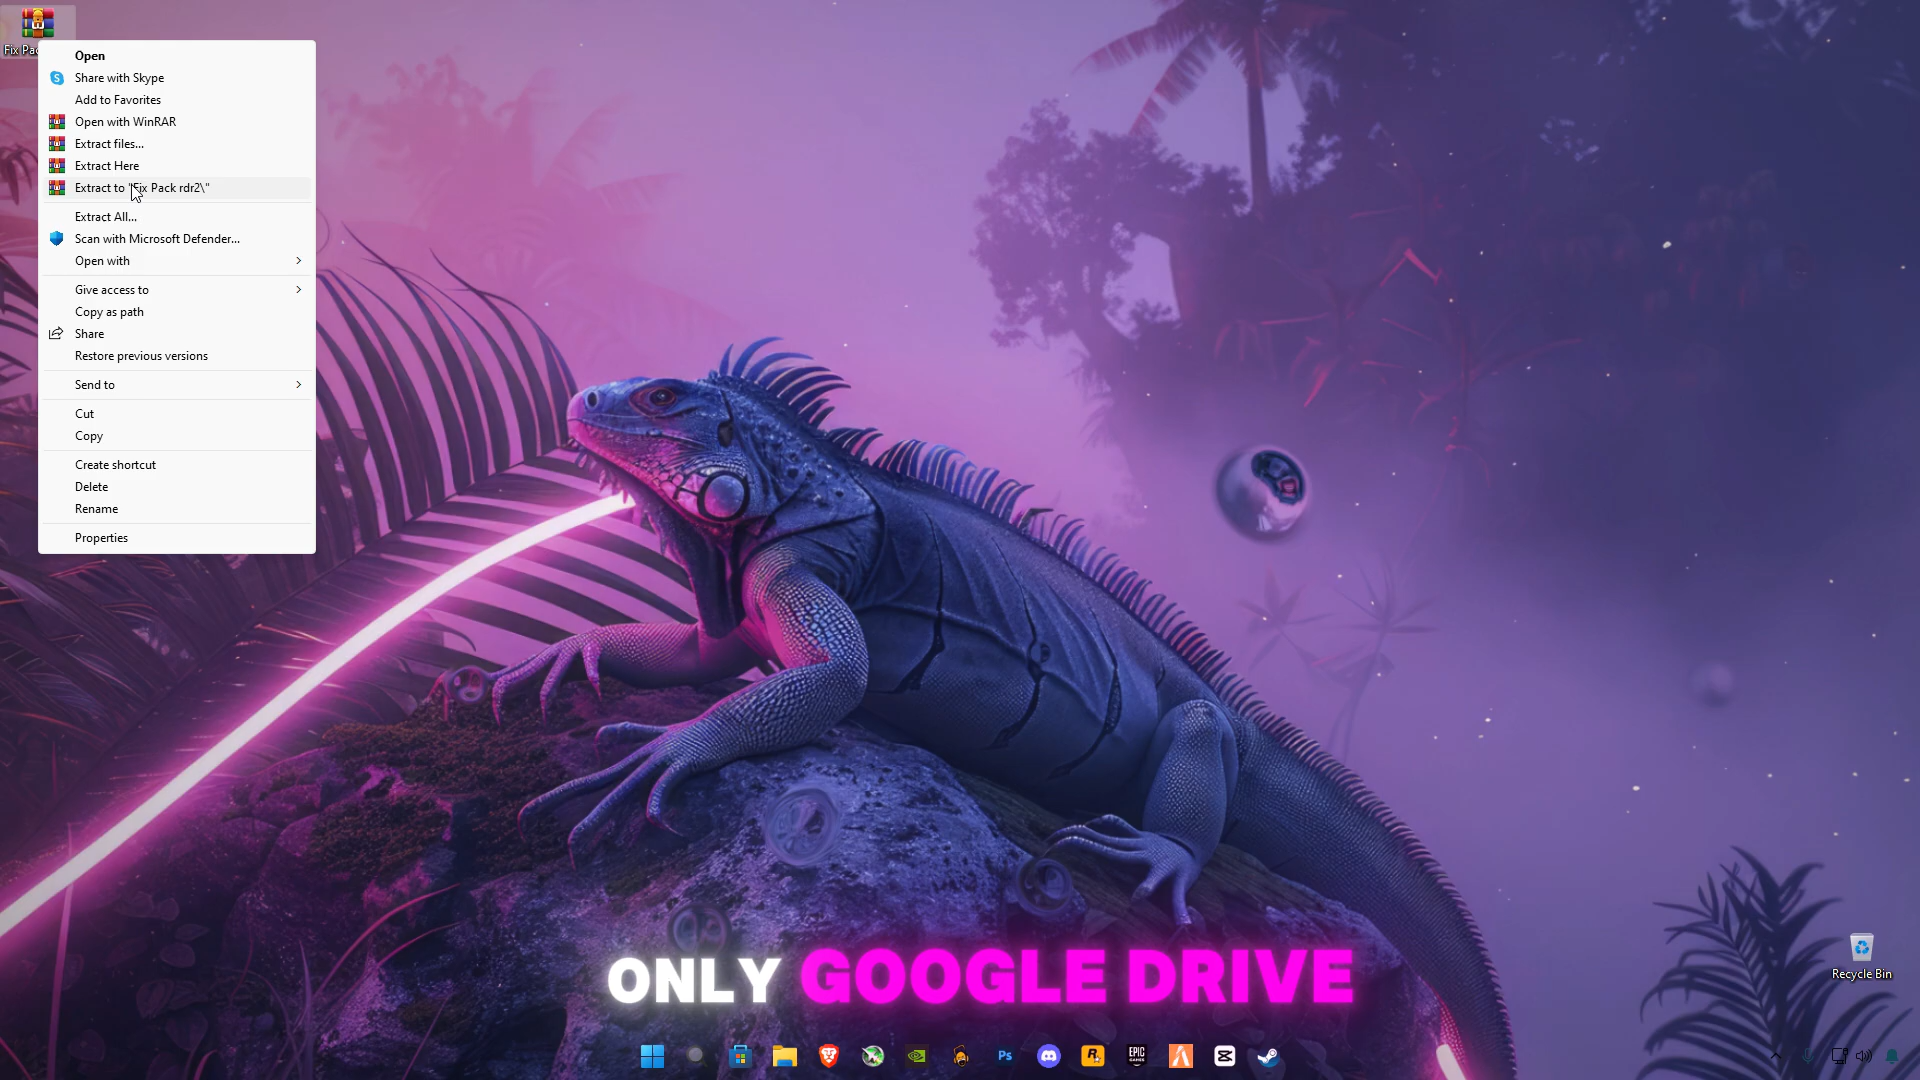 Fix Pac
Open
Share with Skype
Add to Favorites
Open with WinRAR
Extract files...
Extract Here
Extract to "Fix Pack rdr2\"
Extract All...
Scan with Microsoft Defender...
Open with
Give access to
Copy as path
Share
Restore previous versions
Send to
Cut
Copy
Create shortcut
Delete
Rename
Properties
Recycle Bin
ONLY GOOGLE DRIVE
Ps
R
EPIC
GAMES